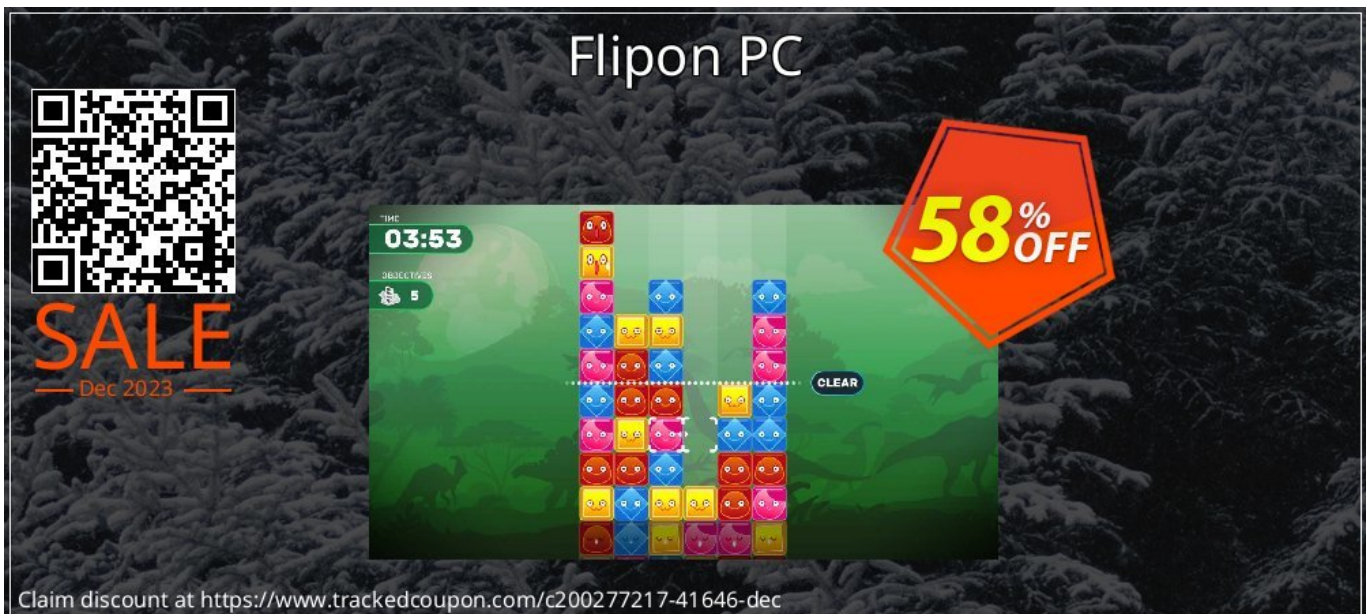 Flipon PC
SALE
Dec 2023
58% OFF
TIME
03:53
OBJECTIVES
5
CLEAR
Claim discount at https://www.trackedcoupon.com/c200277217-41646-dec